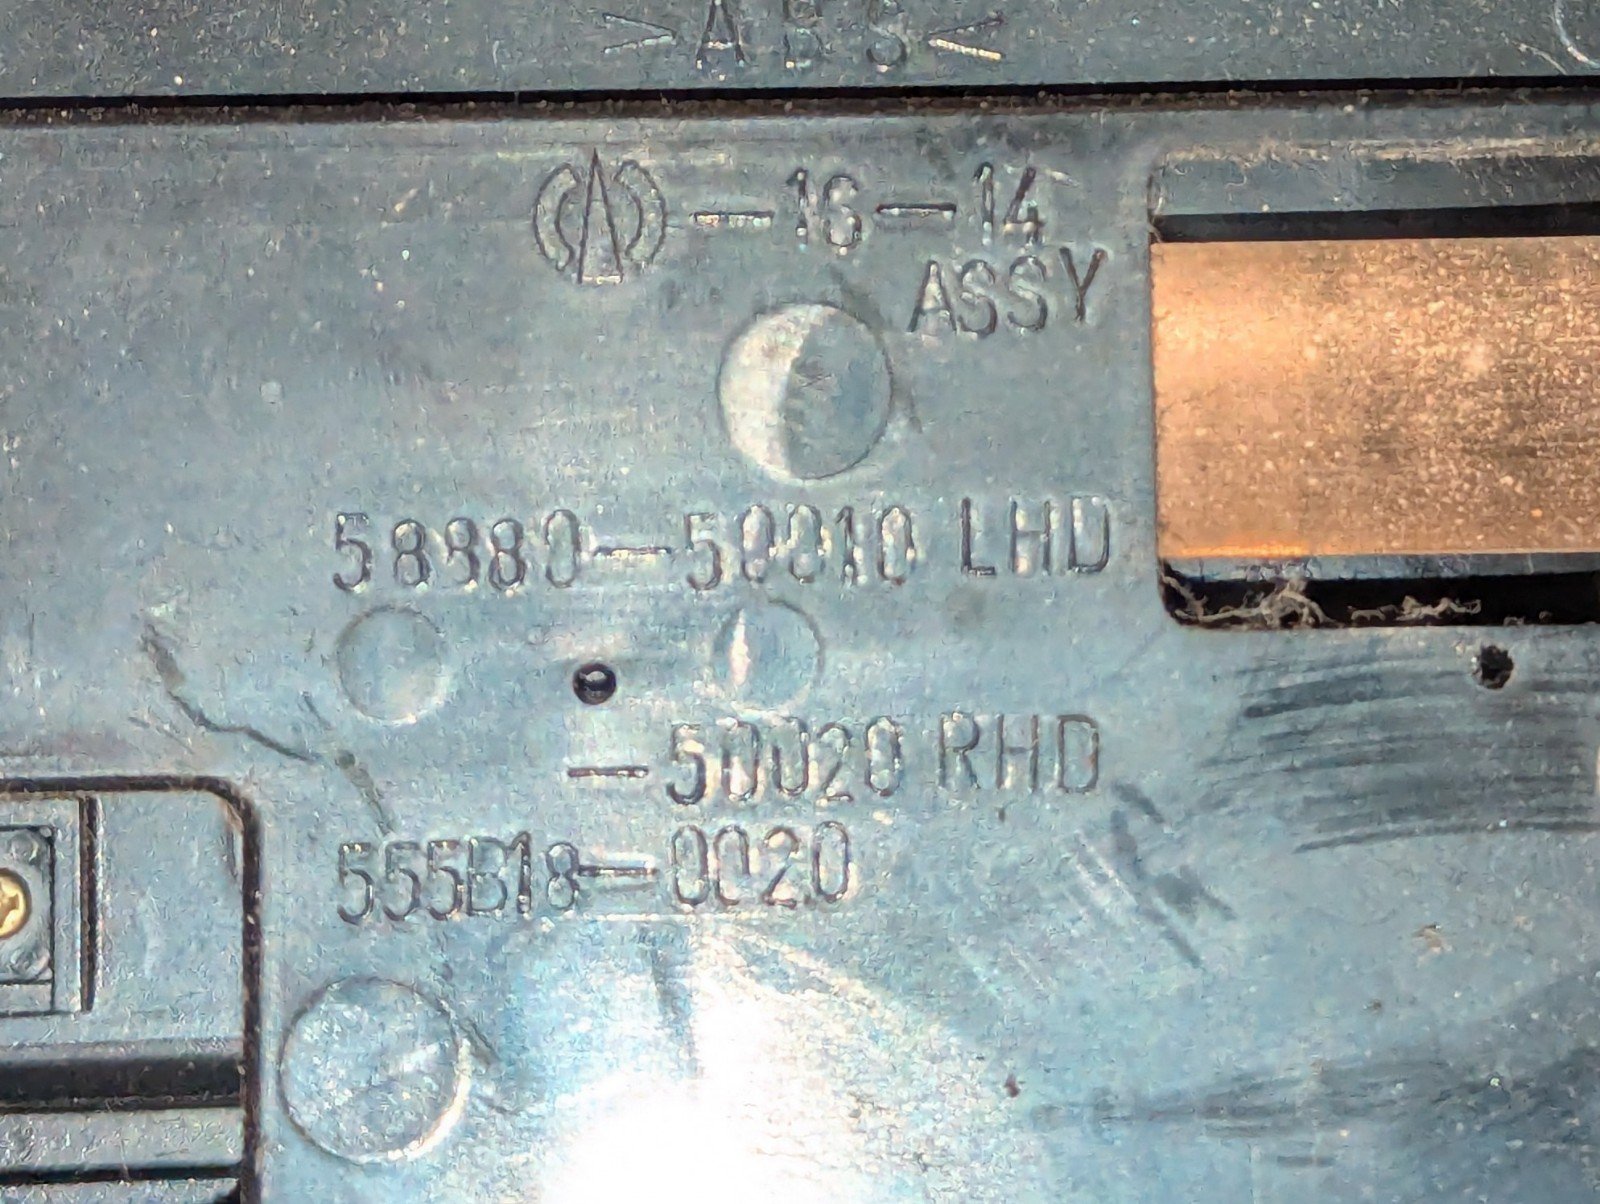 >ABS<
-16-14
ASSY
58880-50010 LHD
-50020 RHD
555B18-0020